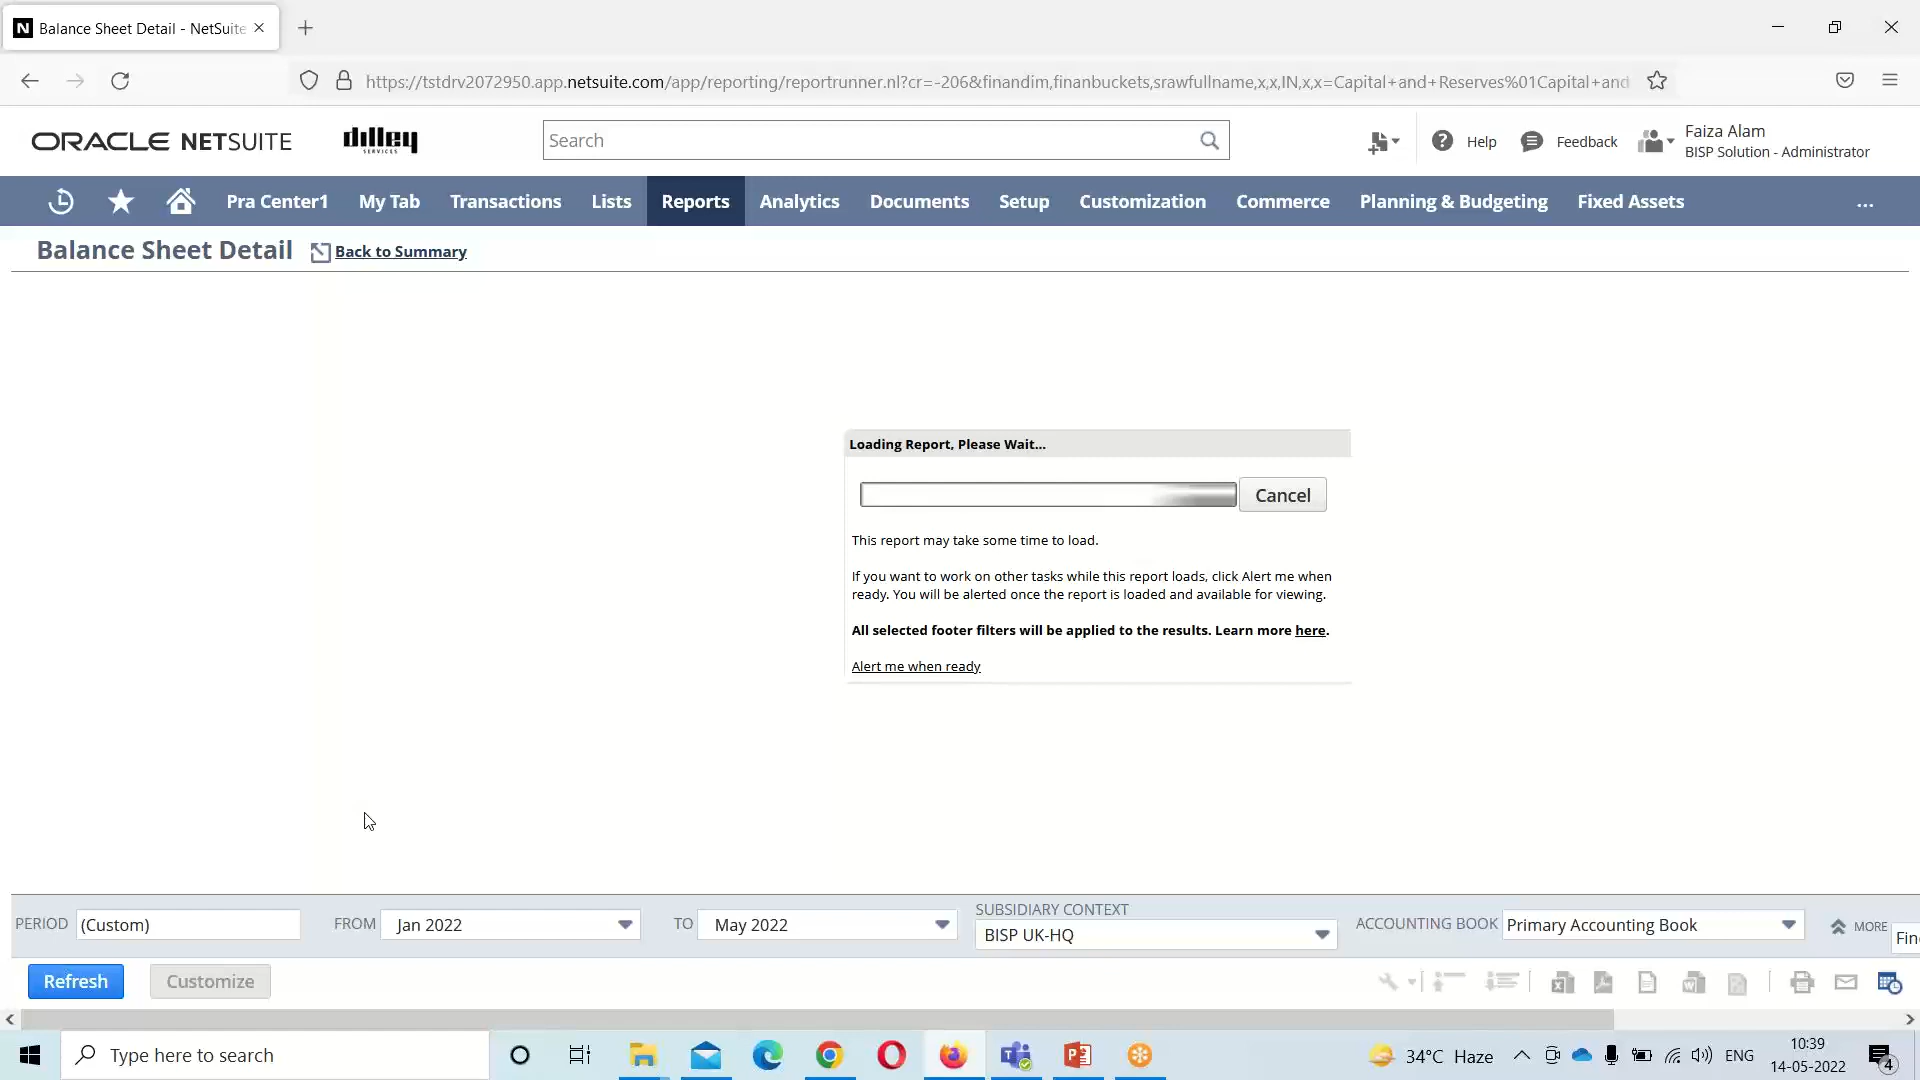 Balance Sheet Detail - NetSuite
https://tstdrv2072950.app.netsuite.com/app/reporting/reportrunner.nl?cr=-206&finandim,finanbuckets,srawfullname,x,x,IN,x,x=Capital+and+Reserves%01Capital+and
ORACLE NETSUITE
dilley
SERVICES
Search
Help
Feedback
Faiza Alam
BISP Solution - Administrator
Pra Center1
My Tab
Transactions
Lists
Reports
Analytics
Documents
Setup
Customization
Commerce
Planning & Budgeting
Fixed Assets
...
Balance Sheet Detail
Back to Summary
Loading Report, Please Wait...
Cancel
This report may take some time to load.
If you want to work on other tasks while this report loads, click Alert me when
ready. You will be alerted once the report is loaded and available for viewing.
All selected footer filters will be applied to the results. Learn more here.
Alert me when ready
PERIOD
(Custom)
FROM
Jan 2022
TO
May 2022
SUBSIDIARY CONTEXT
BISP UK-HQ
ACCOUNTING BOOK
Primary Accounting Book
MORE
Fin
Refresh
Customize
Type here to search
34°C Haze
ENG
10:39
14-05-2022
4